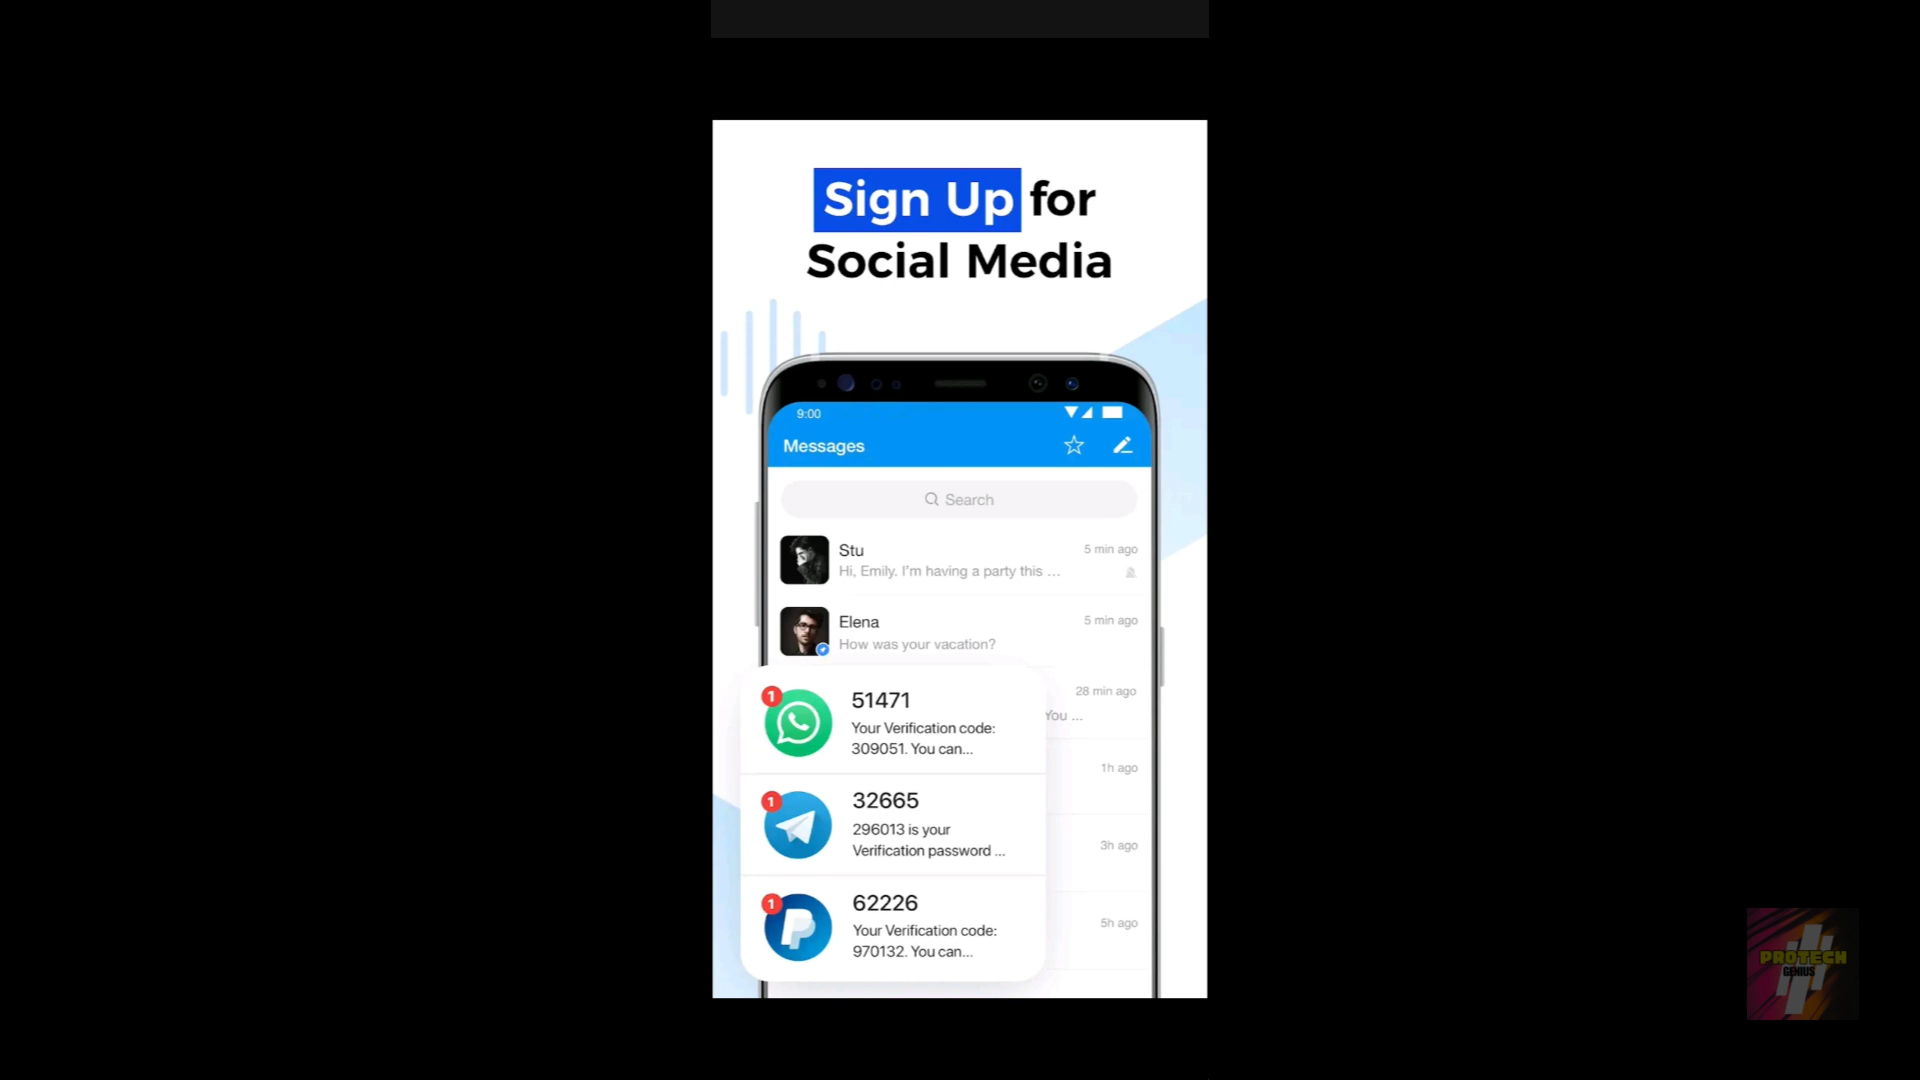 Sign Up for
Social Media
9:00
Messages
Search
Stu
5 min ago
Hi, Emily. I'm having a party this ...
Elena
5 min ago
How was your vacation?
28 min ago
You ...
1h ago
3h ago
5h ago
1
51471
Your Verification code:
309051. You can...
1
32665
296013 is your
Verification password ...
1
62226
Your Verification code:
970132. You can...
PROTECH
GENIUS